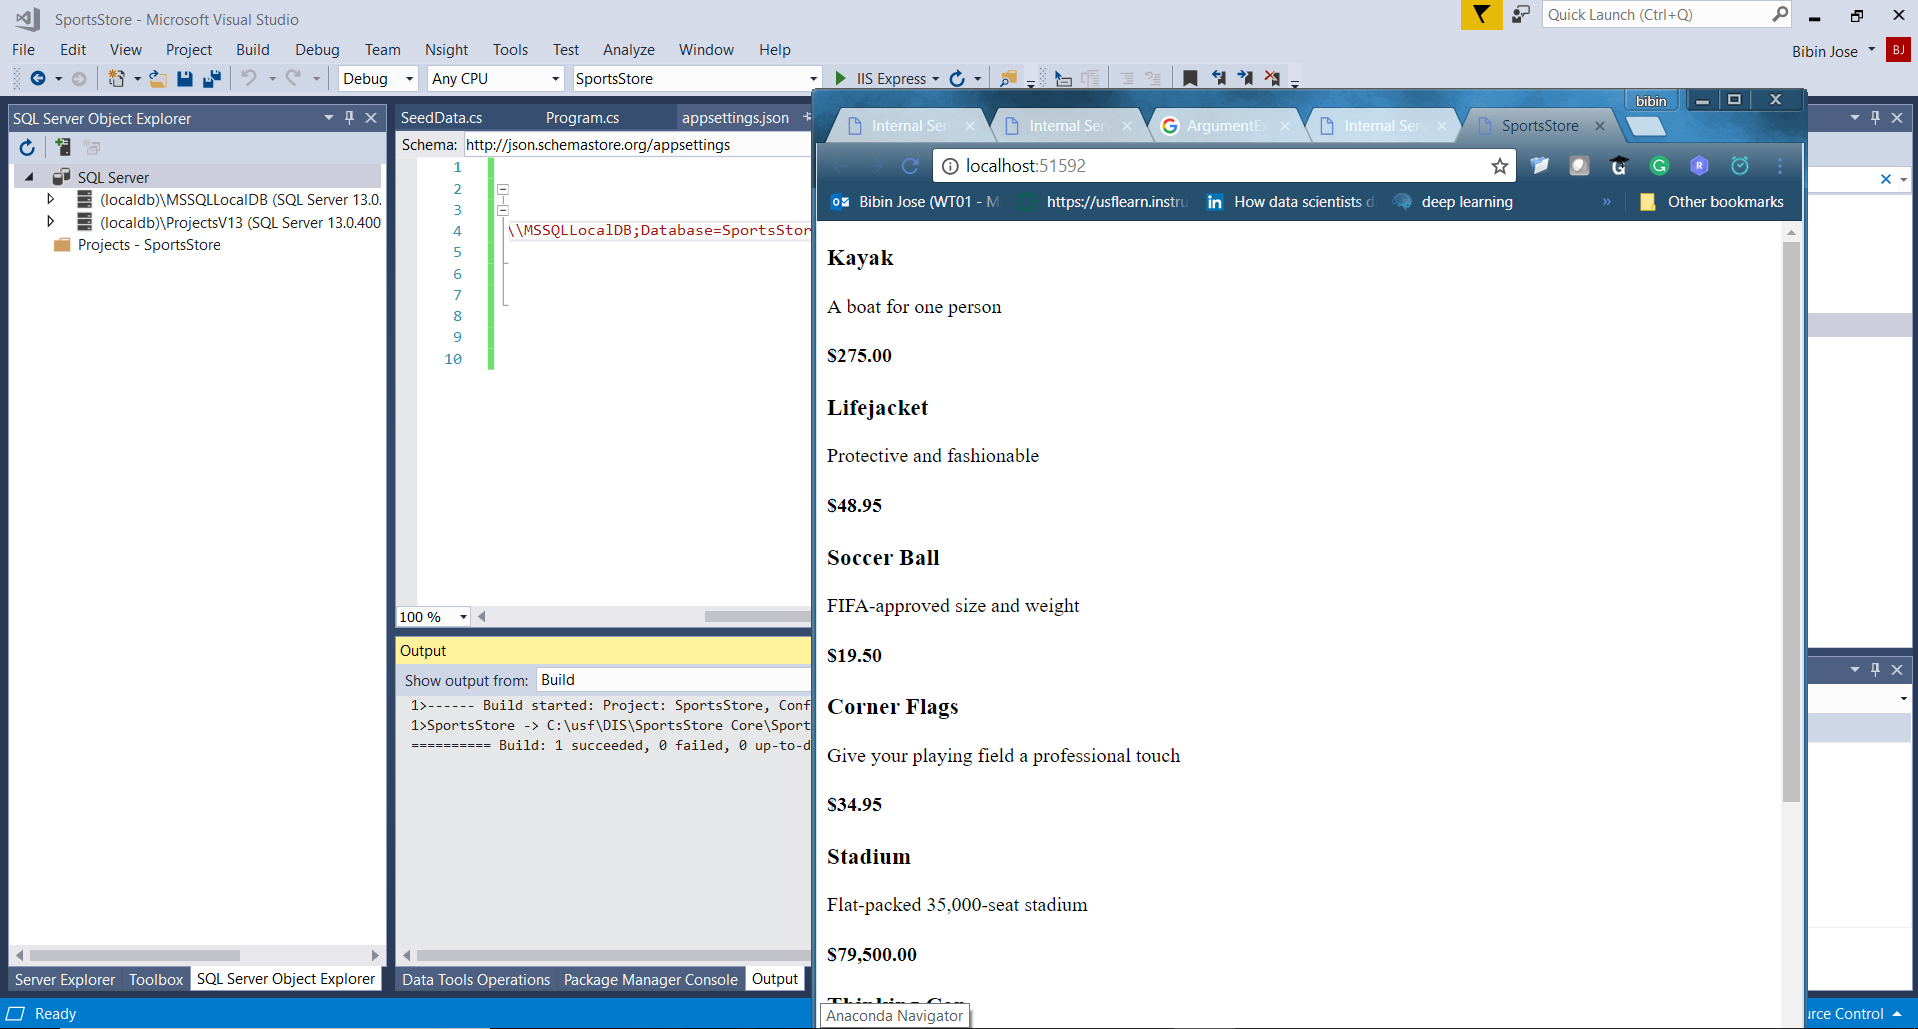 SportsStore - Microsoft Visual Studio
Quick Launch (Ctrl+Q)
File Edit View Project Build Debug Team Nsight Tools Test Analyze Window Help
Bibin Jose BJ
Debug Any CPU SportsStore IIS Express
SQL Server Object Explorer
SQL Server
(localdb)\MSSQLLocalDB (SQL Server 13.0.
(localdb)\ProjectsV13 (SQL Server 13.0.400
Projects - SportsStore
Server Explorer Toolbox SQL Server Object Explorer
SeedData.cs Program.cs appsettings.json
Schema: http://json.schemastore.org/appsettings
1
2
3
4 \\MSSQLLocalDB;Database=SportsStor
5
6
7
8
9
10
100 %
Output
Show output from: Build
1>------ Build started: Project: SportsStore, Conf
1>SportsStore -> C:\usf\DIS\SportsStore Core\Sport
========== Build: 1 succeeded, 0 failed, 0 up-to-d
Data Tools Operations Package Manager Console Output
bibin
Internal Ser Internal Ser ArgumentEx Internal Ser SportsStore
localhost:51592
Bibin Jose (WT01 - M https://usflearn.instru How data scientists d deep learning » Other bookmarks
Kayak
A boat for one person
$275.00
Lifejacket
Protective and fashionable
$48.95
Soccer Ball
FIFA-approved size and weight
$19.50
Corner Flags
Give your playing field a professional touch
$34.95
Stadium
Flat-packed 35,000-seat stadium
$79,500.00
Thinking Cap
Anaconda Navigator
Ready
urce Control